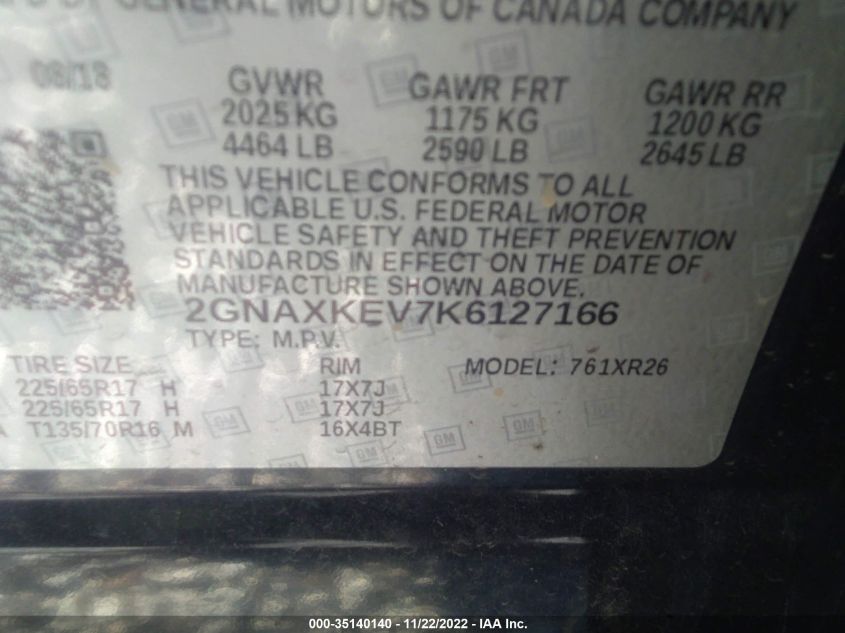 GENERAL MOTORS OF CANADA COMPANY
08/18 GVWR GAWR FRT GAWR RR
2025 KG 1175 KG 1200 KG
4464 LB 2590 LB 2645 LB
THIS VEHICLE CONFORMS TO ALL
APPLICABLE U.S. FEDERAL MOTOR
VEHICLE SAFETY AND THEFT PREVENTION
STANDARDS IN EFFECT ON THE DATE OF
MANUFACTURE SHOWN ABOVE.
2GNAXKEV7K6127166
TYPE: M.P.V.
TIRE SIZE RIM MODEL: 761XR26
225/65R17 H 17X7J
225/65R17 H 17X7J
T135/70R16 M 16X4BT
GM
000-35140140 - 11/22/2022 - IAA Inc.